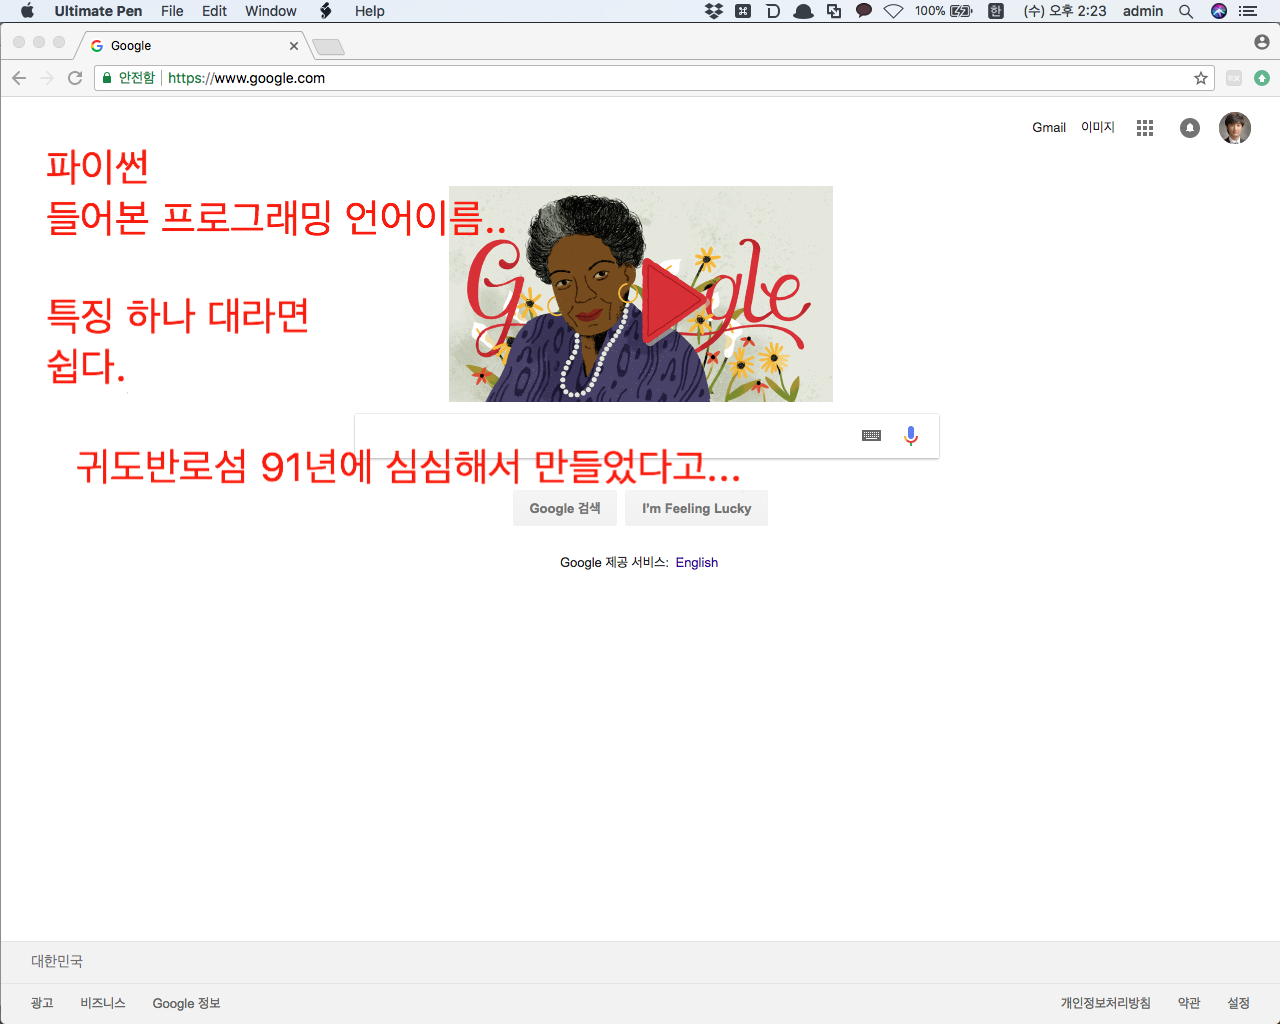 Ultimate Pen File Edit Window Help 100% 한 (수) 오후 2:23 admin
Google
안전함 https://www.google.com
Gmail 이미지
파이썬
들어본 프로그래밍 언어이름..
Google
특징 하나 대라면
쉽다.
귀도반로섬 91년에 심심해서 만들었다고...
Google 검색 I'm Feeling Lucky
Google 제공 서비스: English
대한민국
광고 비즈니스 Google 정보 개인정보처리방침 약관 설정